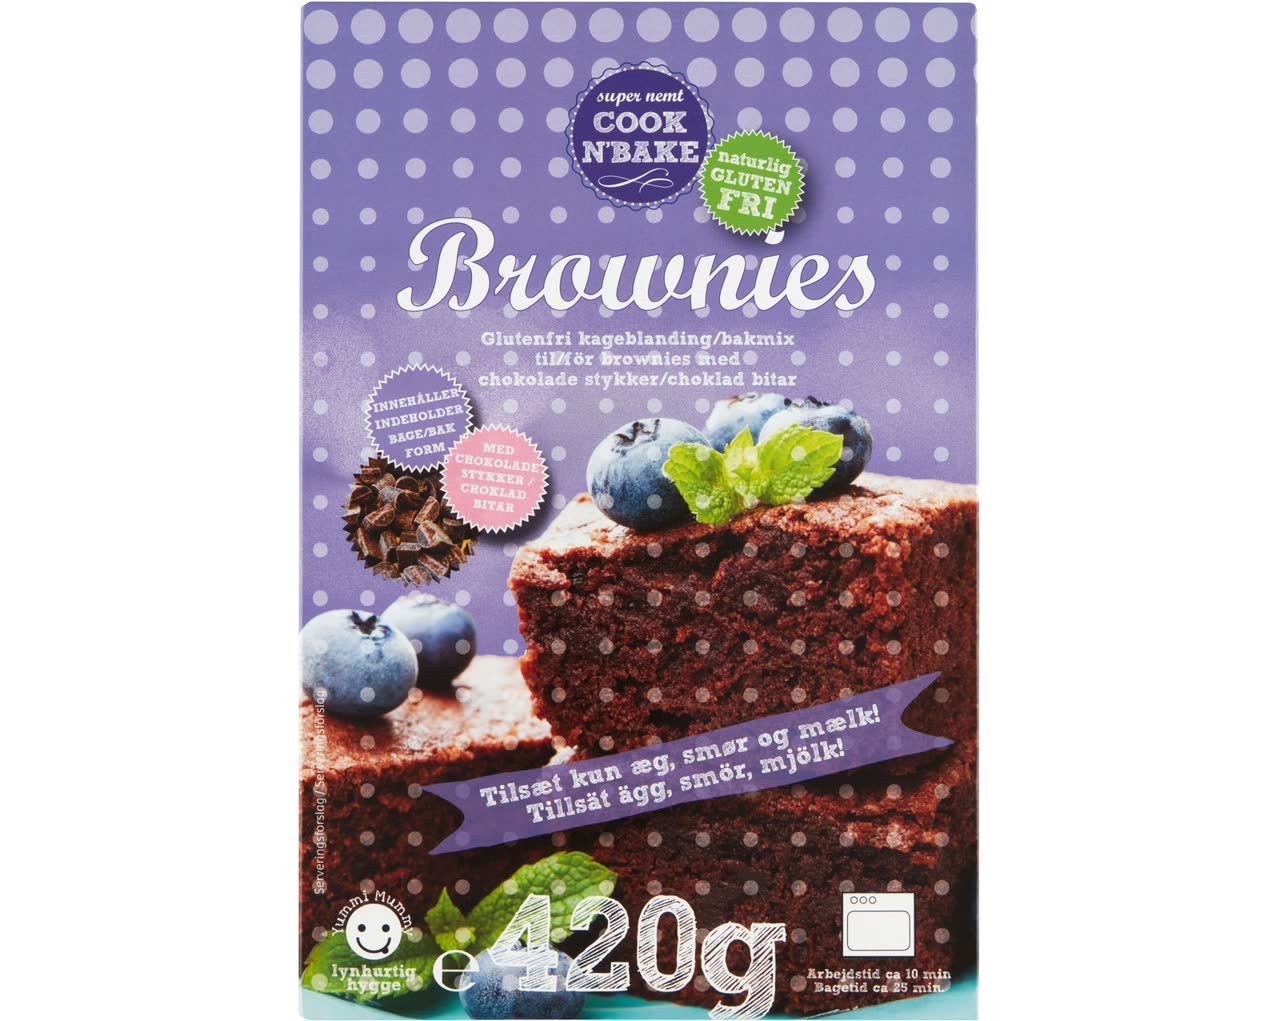 super nemt
COOK
N'BAKE
naturlig
GLUTEN
FRI
Brownies
Glutenfri kageblanding/bakmix
til/för brownies med
chokolade stykker/choklad bitar
INNEHÅLLER
INDEHOLDER
BAGE/BAK
FORM
MED
CHOKOLADE
STYKKER /
CHOKLAD
BITAR
Tilsæt kun æg, smør og mælk!
Tillsät ägg, smör, mjölk!
Serveringsforslag / Serveringsforslag
Yummi Mummy
lynhurtig
hygge
e 420g
Arbejdstid ca 10 min
Bagetid ca 25 min.